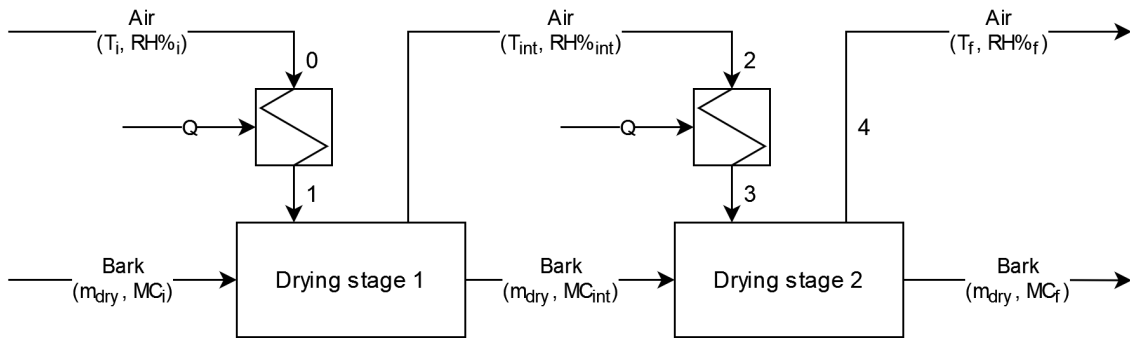 Air
(Ti, RH%i)
Air
(Tint, RH%int)
Air
(Tf, RH%f)
0
2
Q
Q
4
1
3
Bark
(mdry, MCi)
Drying stage 1
Bark
(mdry, MCint)
Drying stage 2
Bark
(mdry, MCf)